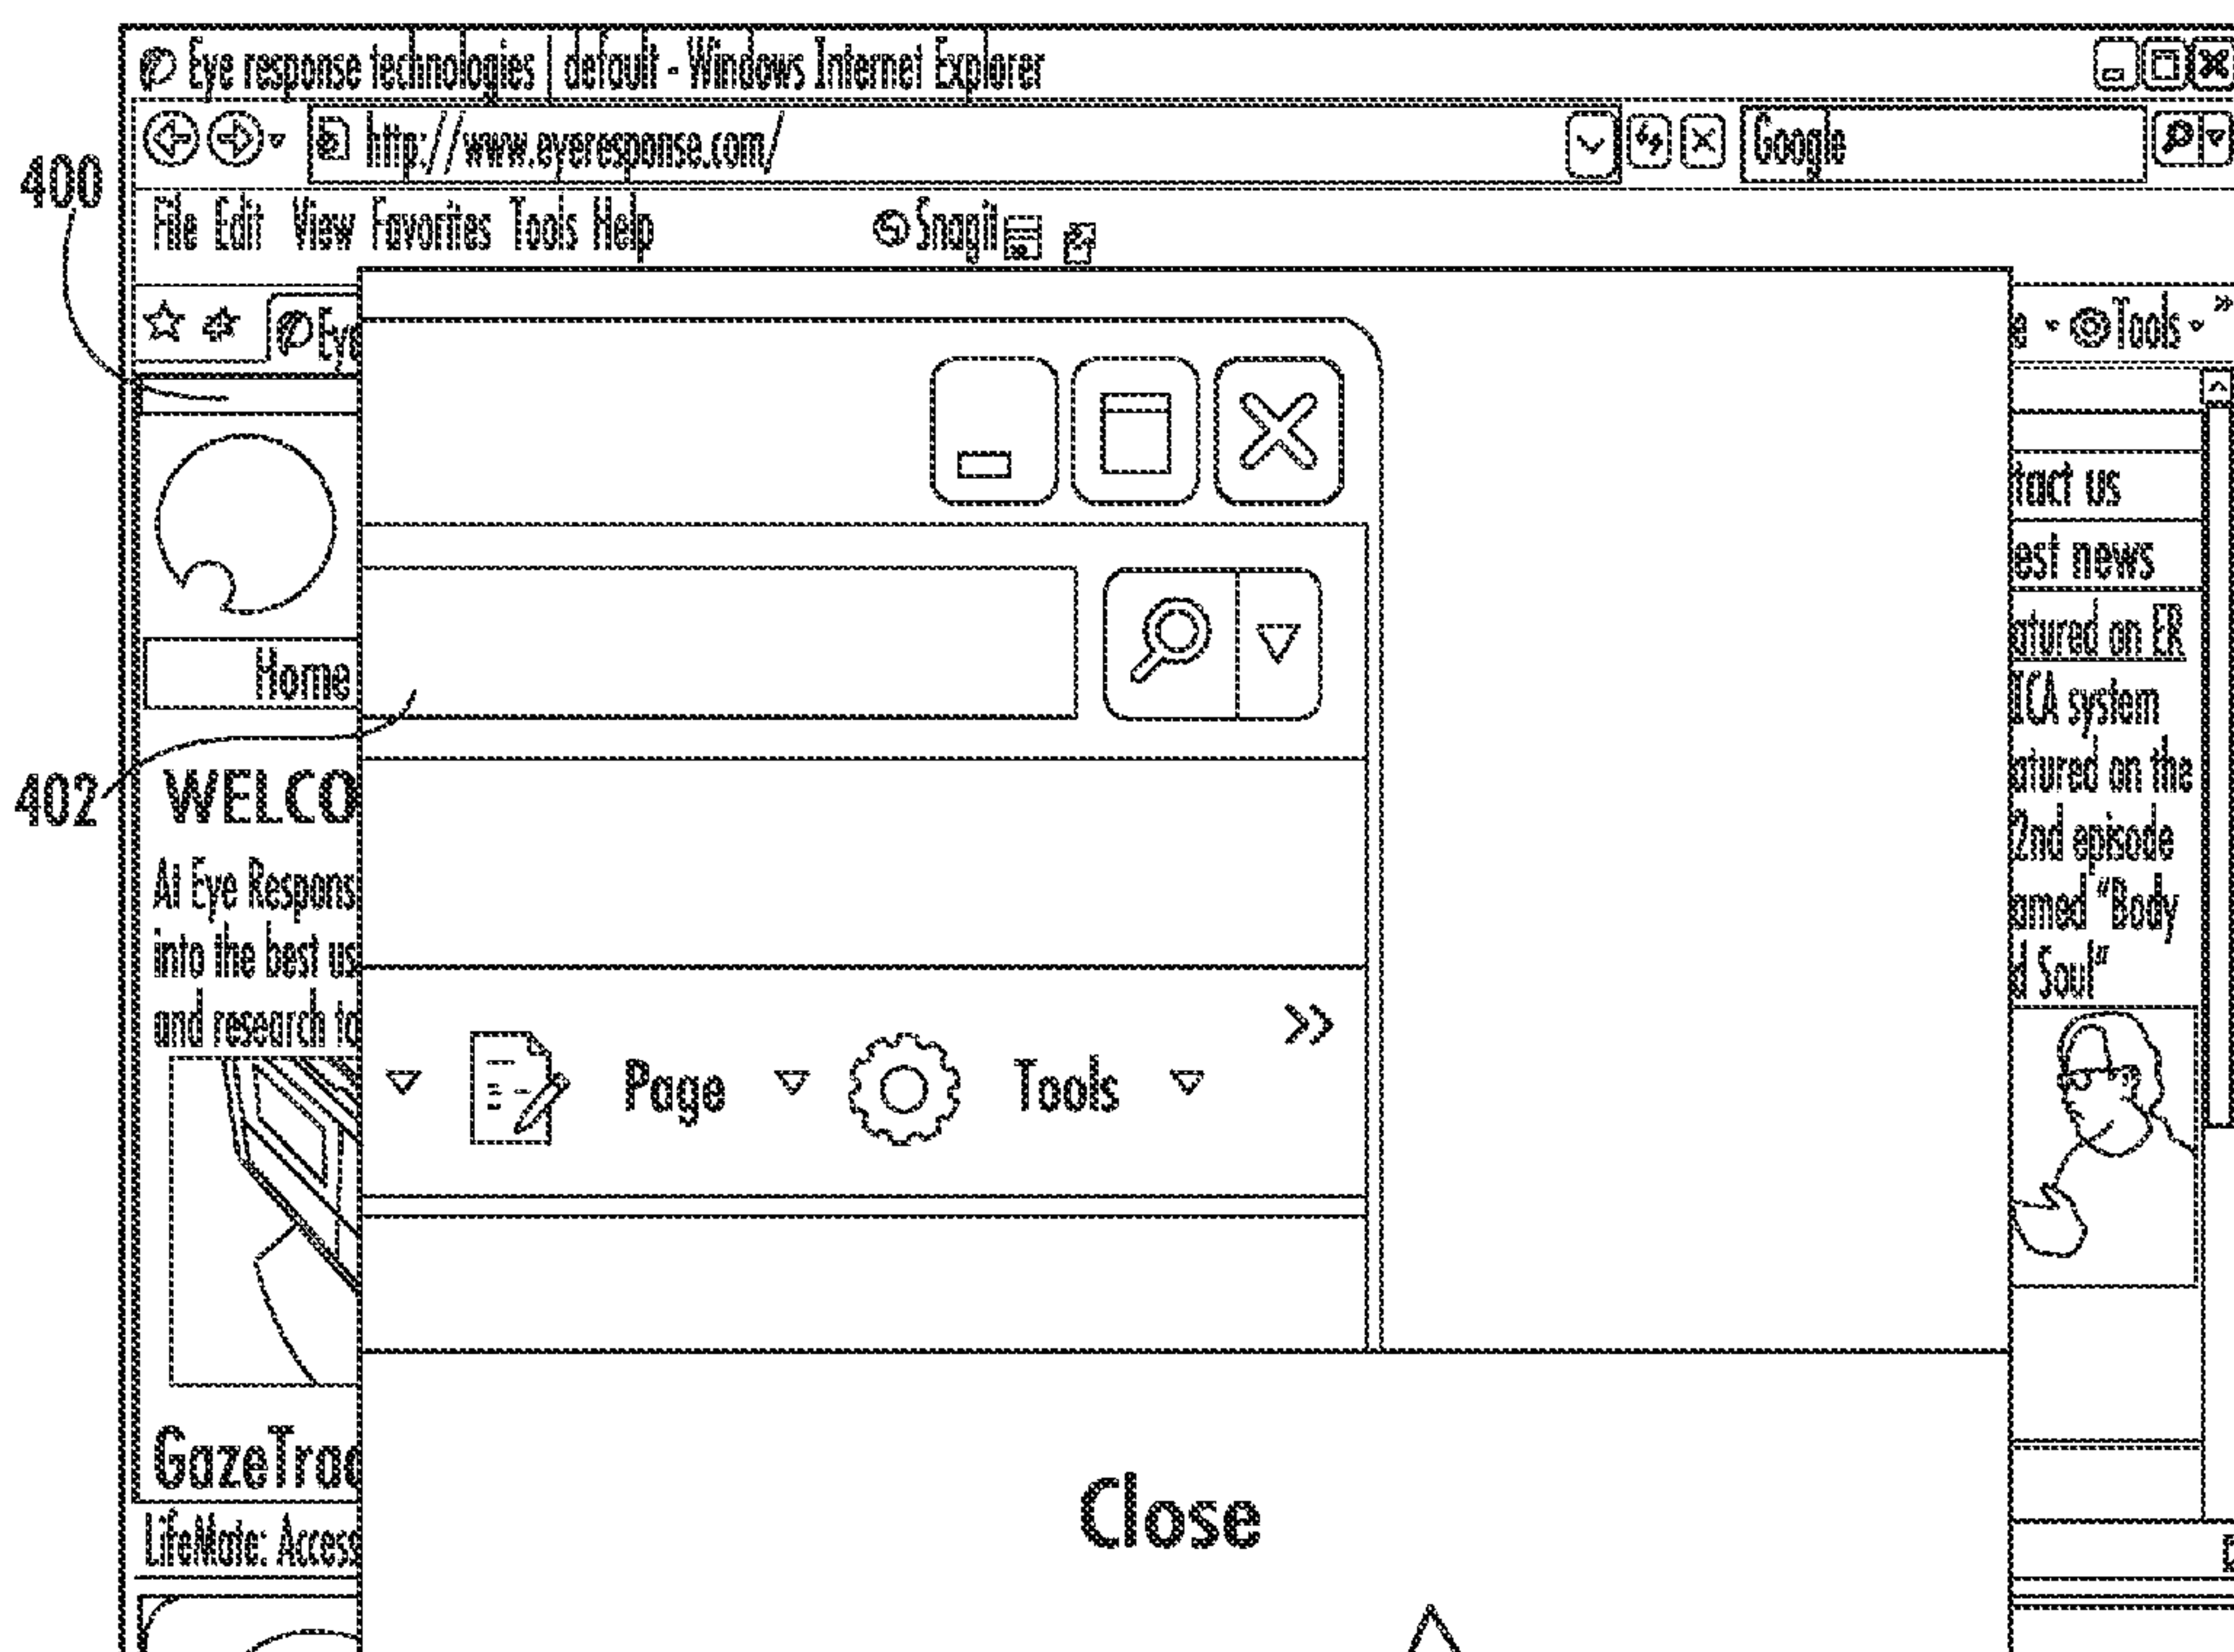 Eye response technologies | default - Windows Internet Explorer
http://www.eyeresponse.com/
Google
400
File Edit View Favorites Tools Help
Snagit
Eye
Tools
»
tact us
est news
Home
atured on ER
ICA system
402
WELCO
atured on the
2nd episode
At Eye Respons
amed "Body
into the best us
d Soul"
and research to
»
Page
Tools
GazeTrac
Close
LifeMate: Access